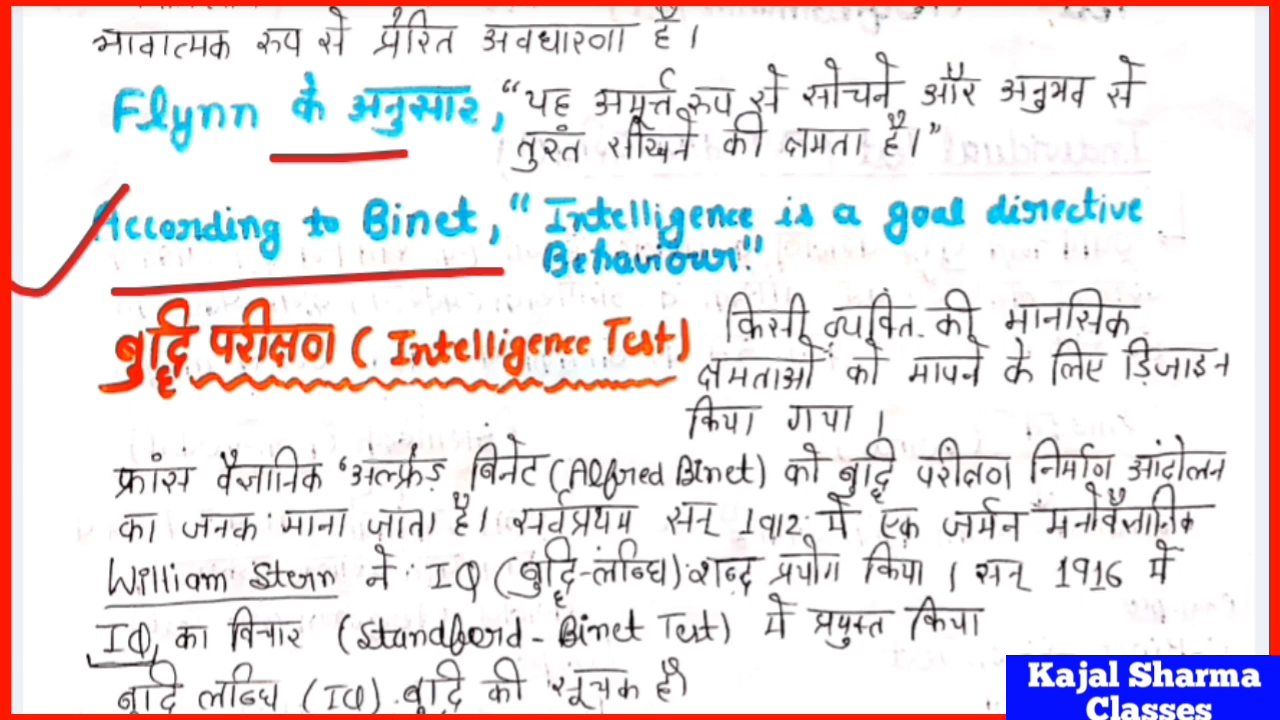 भावात्मक रूप से प्रेरित अवधारणा है।
Flynn के अनुसार, “यह अमूर्त्त रूप से सोचने और अनुभव से
तुरंत सीखने की क्षमता है।”
According to Binet, “Intelligence is a goal directive
Behaviour."
बुद्धि परीक्षण ( Intelligence Test) किसी व्यक्ति की मानसिक
क्षमताओं को मापने के लिए डिजाइन
किया गया ।
फ्रांस वैज्ञानिक ‘अल्फ्रेड बिनेट (Alfred Binet) को बुद्धि परीक्षण निर्माण आंदोलन
का जनक माना जाता है। सर्वप्रथम सन् 1912 में एक जर्मन मनोवैज्ञानिक
William Stern ने IQ (बुद्धि-लब्धि) शब्द प्रयोग किया । सन् 1916 में
IQ का विचार (Standford - Binet Test) में प्रयुक्त किया
बुद्धि लब्धि (IQ) बुद्धि की सूचक है।
Kajal Sharma
Classes